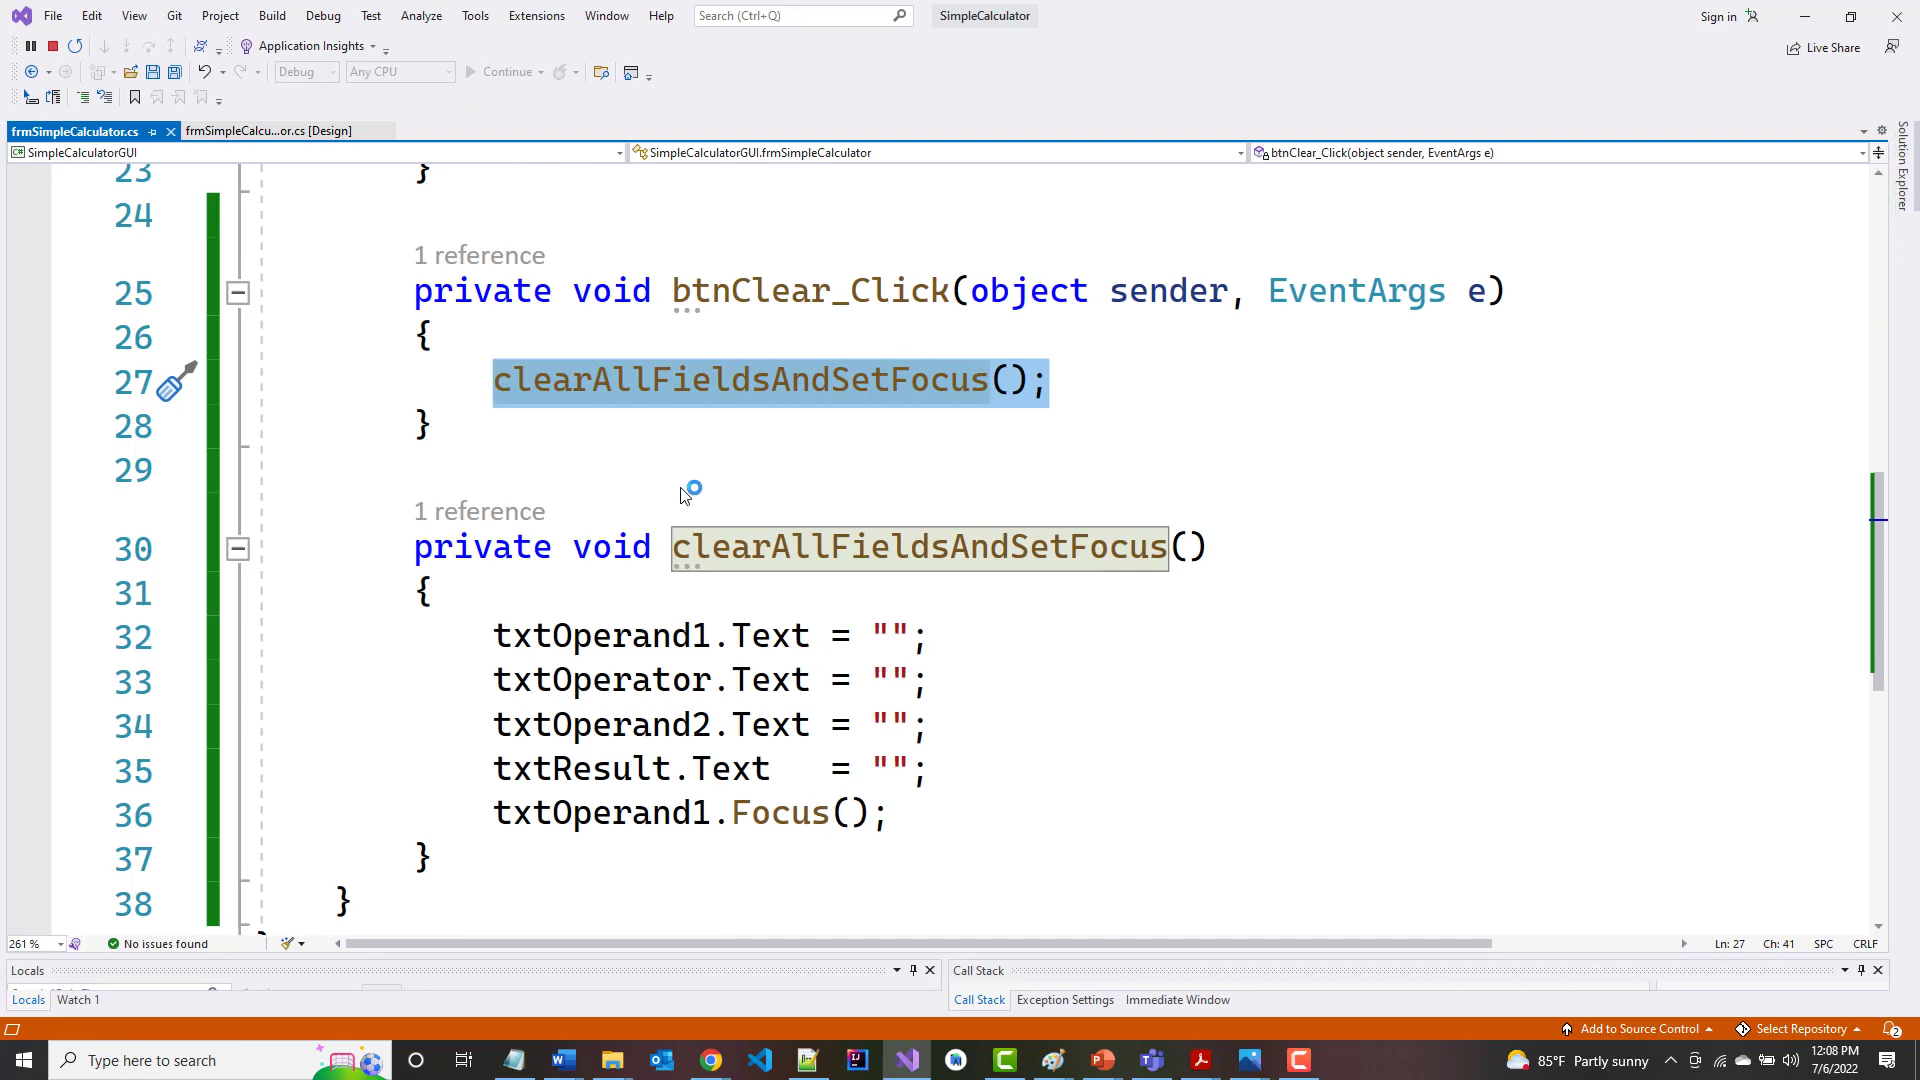 File Edit View Git Project Build Debug Test Analyze Tools Extensions Window Help Search (Ctrl+Q) SimpleCalculator Sign in
Application Insights Live Share
Debug Any CPU Continue
frmSimpleCalculator.cs frmSimpleCalcu...or.cs [Design]
SimpleCalculatorGUI SimpleCalculatorGUI.frmSimpleCalculator btnClear_Click(object sender, EventArgs e)
Solution Explorer
23 }
24
1 reference
25 private void btnClear_Click(object sender, EventArgs e)
26 {
27 clearAllFieldsAndSetFocus();
28 }
29
1 reference
30 private void clearAllFieldsAndSetFocus()
31 {
32 txtOperand1.Text = "";
33 txtOperator.Text = "";
34 txtOperand2.Text = "";
35 txtResult.Text   = "";
36 txtOperand1.Focus();
37 }
38 }
261 % No issues found Ln: 27 Ch: 41 SPC CRLF
Locals Call Stack
Locals Watch 1 Call Stack Exception Settings Immediate Window
Add to Source Control Select Repository 2
Type here to search 85°F Partly sunny 12:08 PM
7/6/2022